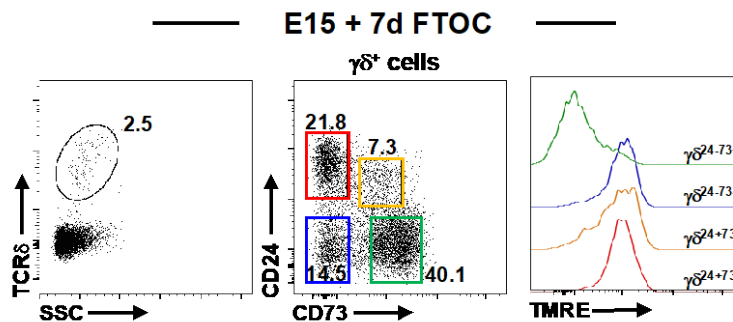 E15 + 7d FTOC
γδ⁺ cells
2.5
TCRδ
SSC
21.8
7.3
14.5
40.1
CD24
CD73
γδ²⁴⁻⁷³
γδ²⁴⁻⁷³
γδ²⁴⁺⁷³
γδ²⁴⁺⁷³
TMRE